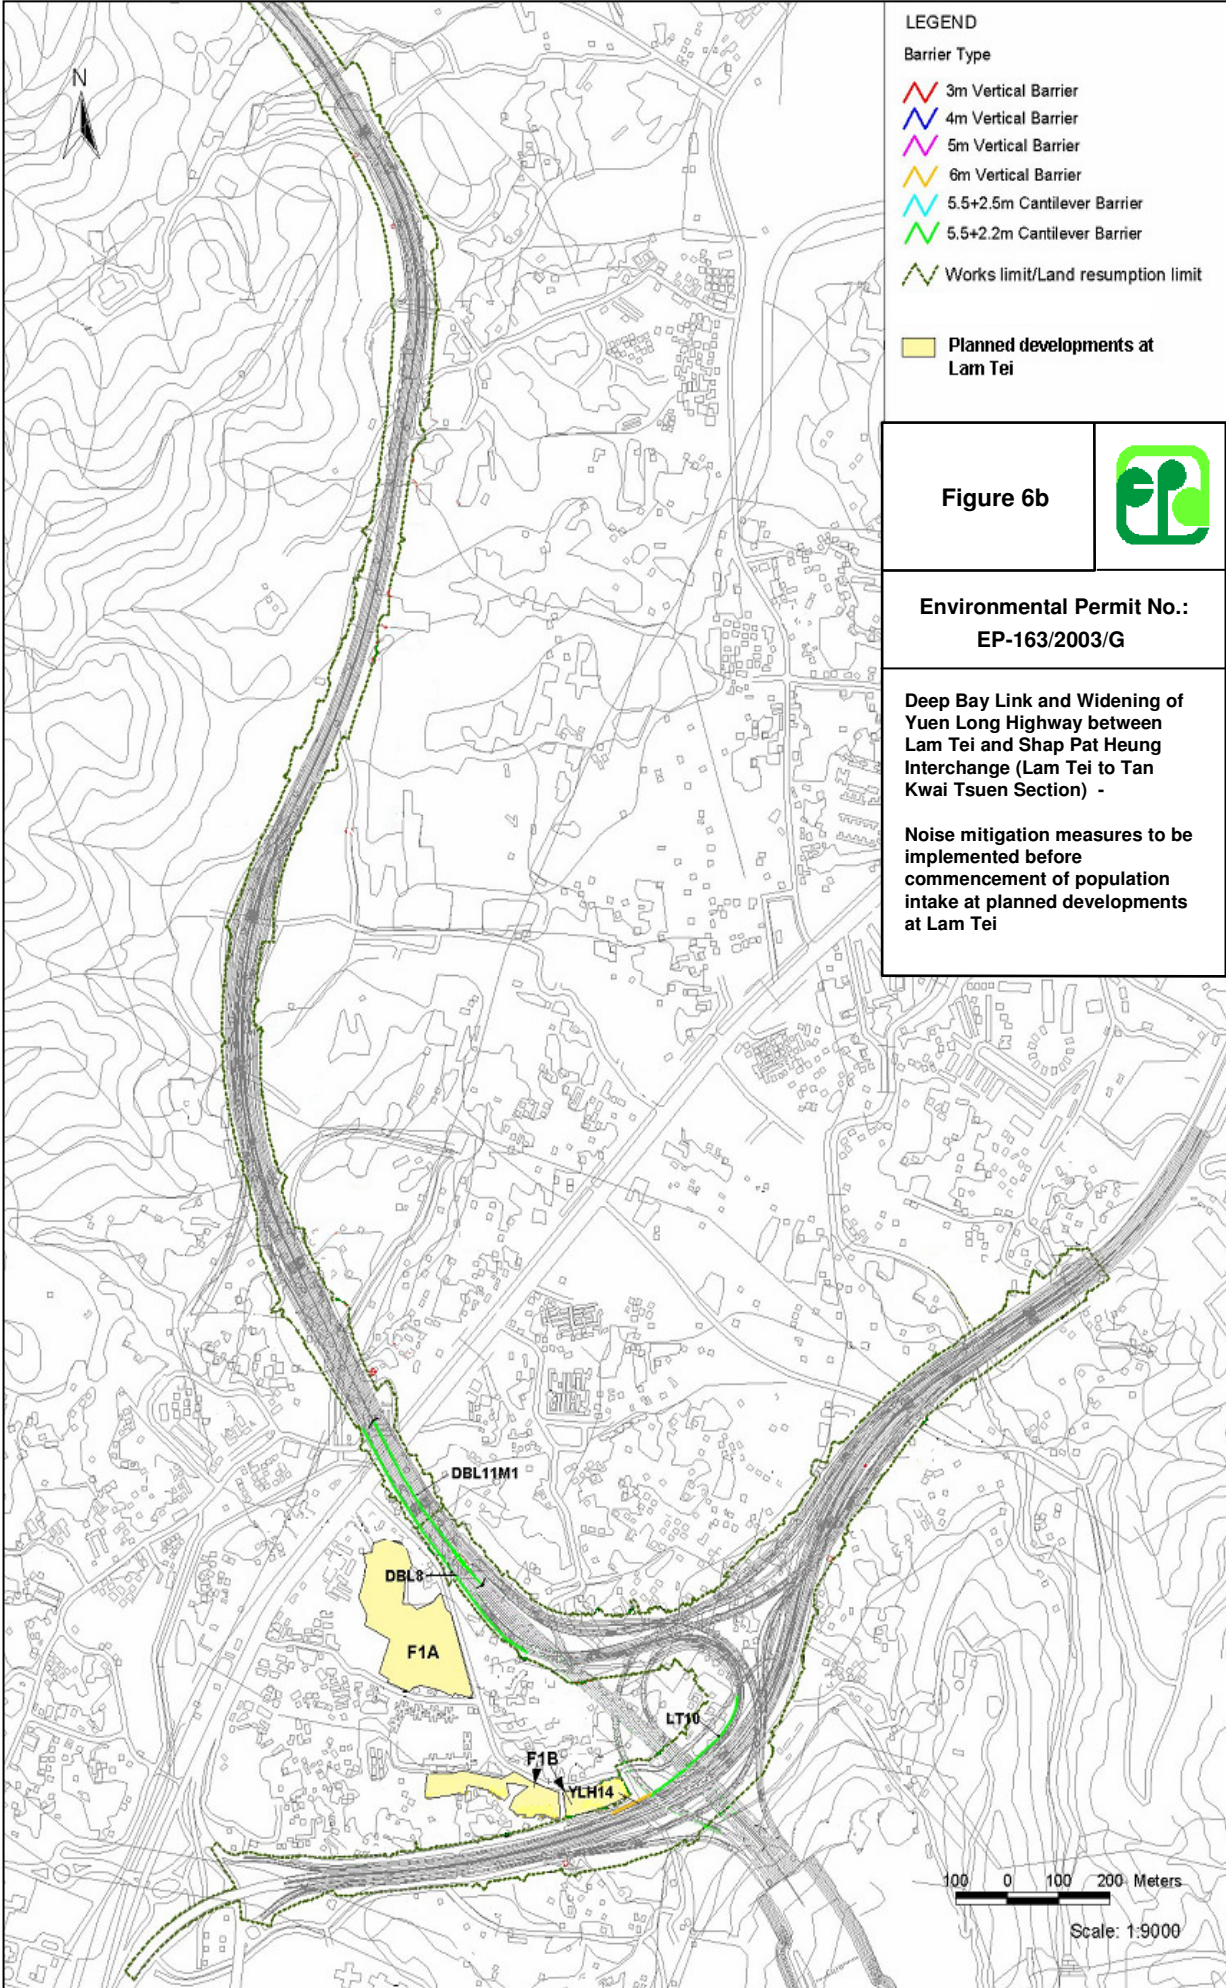 N
LEGEND
Barrier Type
3m Vertical Barrier
4m Vertical Barrier
5m Vertical Barrier
6m Vertical Barrier
5.5+2.5m Cantilever Barrier
5.5+2.2m Cantilever Barrier
Works limit/Land resumption limit
Planned developments at
Lam Tei
Figure 6b
Environmental Permit No.:
EP-163/2003/G
Deep Bay Link and Widening of
Yuen Long Highway between
Lam Tei and Shap Pat Heung
Interchange (Lam Tei to Tan
Kwai Tsuen Section) -
Noise mitigation measures to be
implemented before
commencement of population
intake at planned developments
at Lam Tei
DBL11M1
DBL8
F1A
LT10
F1B
YLH14
100 0 100 200 Meters
Scale: 1:9000